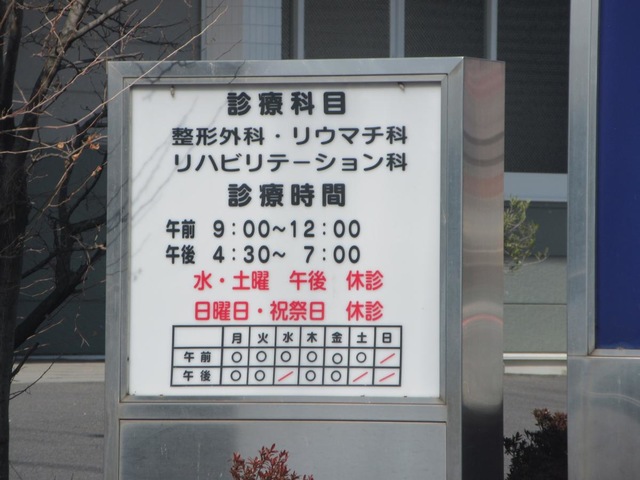 診療科目
整形外科・リウマチ科
リハビリテーション科
診療時間
午前 9:00～12:00
午後 4:30～ 7:00
水・土曜 午後 休診
日曜日・祝祭日 休診
月 火 水 木 金 土 日
午前 ○ ○ ○ ○ ○ ○ ／
午後 ○ ○ ／ ○ ○ ／ ／